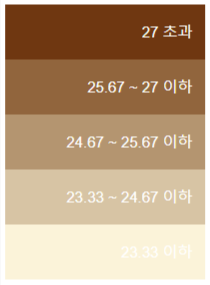 27 초과
25.67 ~ 27 이하
24.67 ~ 25.67 이하
23.33 ~ 24.67 이하
23.33 이하